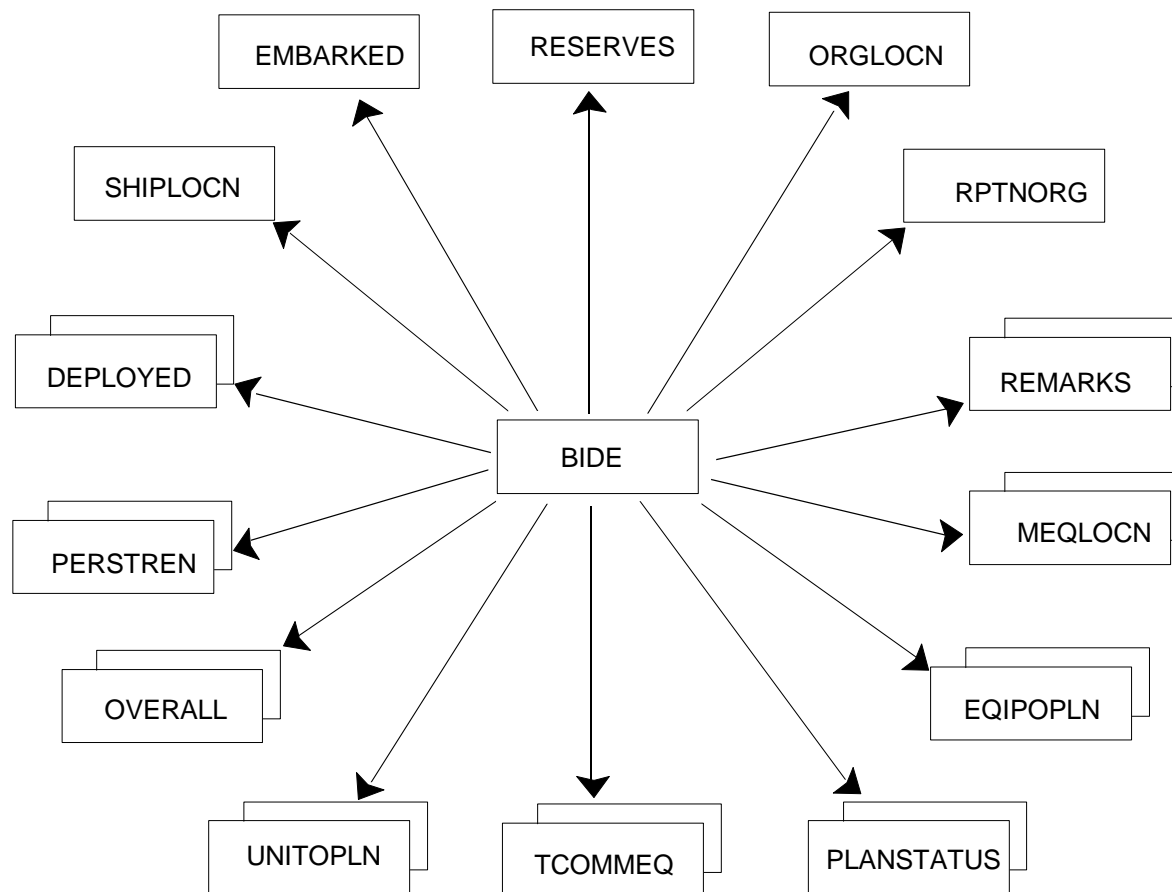 EMBARKED
RESERVES
ORGLOCN
SHIPLOCN
RPTNORG
DEPLOYED
REMARKS
BIDE
PERSTREN
MEQLOCN
OVERALL
EQIPOPLN
UNITOPLN
TCOMMEQ
PLANSTATUS